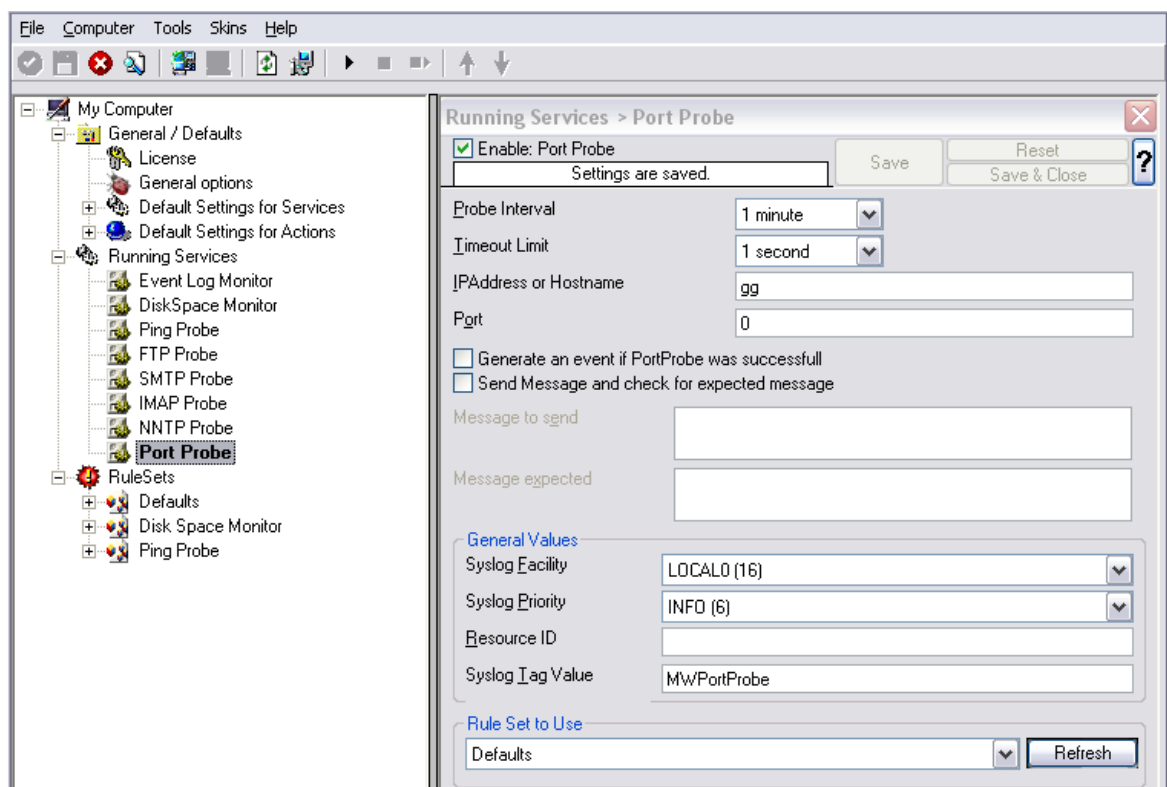 File Computer Tools Skins Help
My Computer
General / Defaults
License
General options
Default Settings for Services
Default Settings for Actions
Running Services
Event Log Monitor
DiskSpace Monitor
Ping Probe
FTP Probe
SMTP Probe
IMAP Probe
NNTP Probe
Port Probe
RuleSets
Defaults
Disk Space Monitor
Ping Probe
Running Services > Port Probe
Enable: Port Probe
Settings are saved.
Save
Reset
Save & Close
?
Probe Interval
1 minute
Timeout Limit
1 second
IPAddress or Hostname
gg
Port
0
Generate an event if PortProbe was successfull
Send Message and check for expected message
Message to send
Message expected
General Values
Syslog Facility
LOCAL0 (16)
Syslog Priority
INFO (6)
Resource ID
Syslog Tag Value
MWPortProbe
Rule Set to Use
Defaults
Refresh